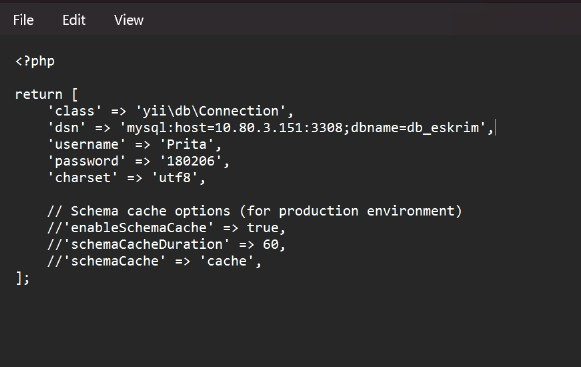 File Edit View
<?php
return [
'class' => 'yii\db\Connection',
'dsn' => 'mysql:host=10.80.3.151:3308;dbname=db_eskrim',
'username' => 'Prita',
'password' => '180206',
'charset' => 'utf8',
// Schema cache options (for production environment)
//'enableSchemaCache' => true,
//'schemaCacheDuration' => 60,
//'schemaCache' => 'cache',
];